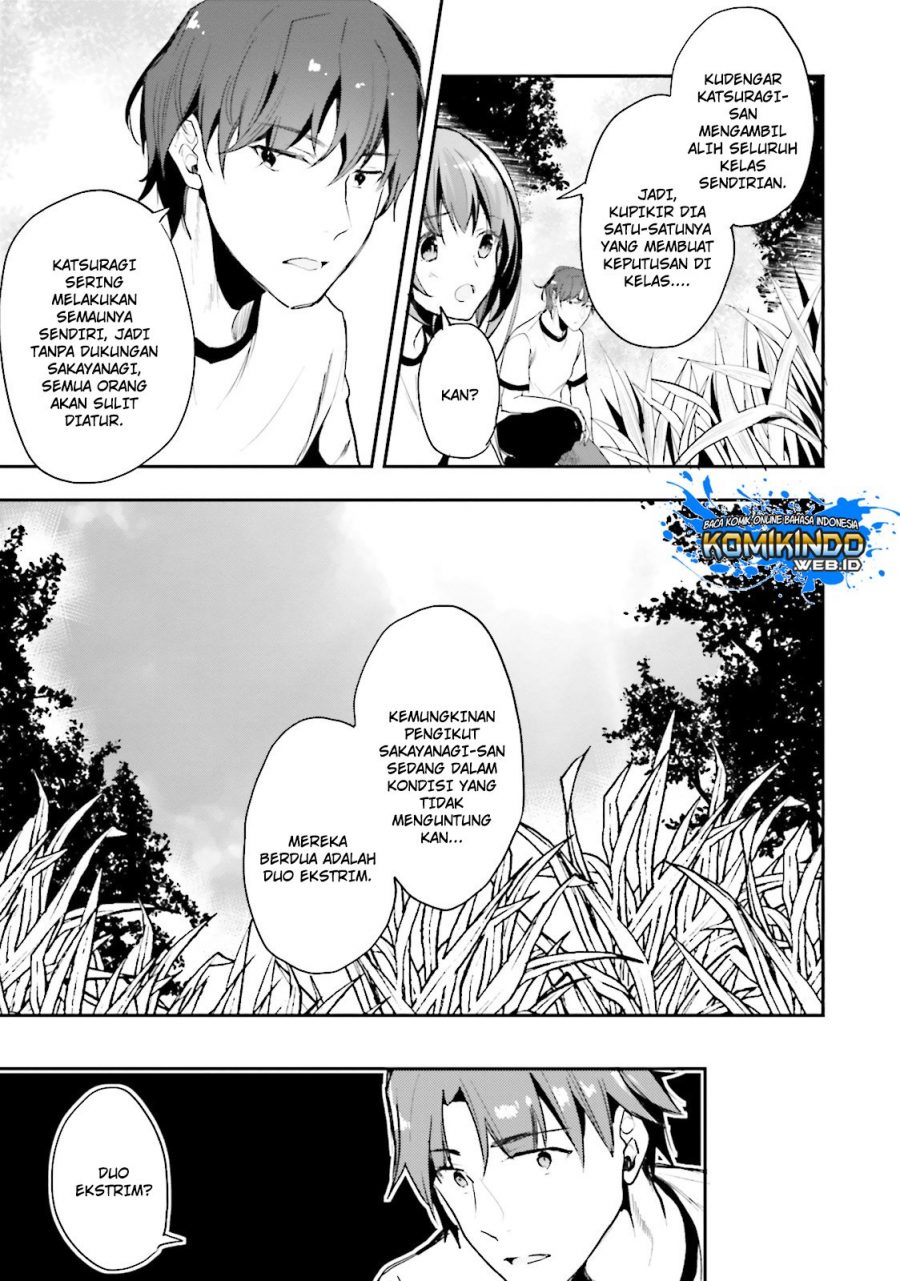 KUDENGAR
KATSURAGI-
SAN
MENGAMBIL
ALIH SELURUH
KELAS
SENDIRIAN.
JADI,
KUPIKIR DIA
SATU-SATUNYA
YANG MEMBUAT
KEPUTUSAN DI
KELAS....
KAN?
KATSURAGI
SERING
MELAKUKAN
SEMAUNYA
SENDIRI, JADI
TANPA DUKUNGAN
SAKAYANAGI,
SEMUA ORANG
AKAN SULIT
DIATUR.
BACA KOMIK ONLINE BAHASA INDONESIA
KOMIKINDO
WEB.ID
KEMUNGKINAN
PENGIKUT
SAKAYANAGI-SAN
SEDANG DALAM
KONDISI YANG
TIDAK
MENGUNTUNG
KAN...
MEREKA
BERDUA ADALAH
DUO EKSTRIM.
DUO
EKSTRIM?